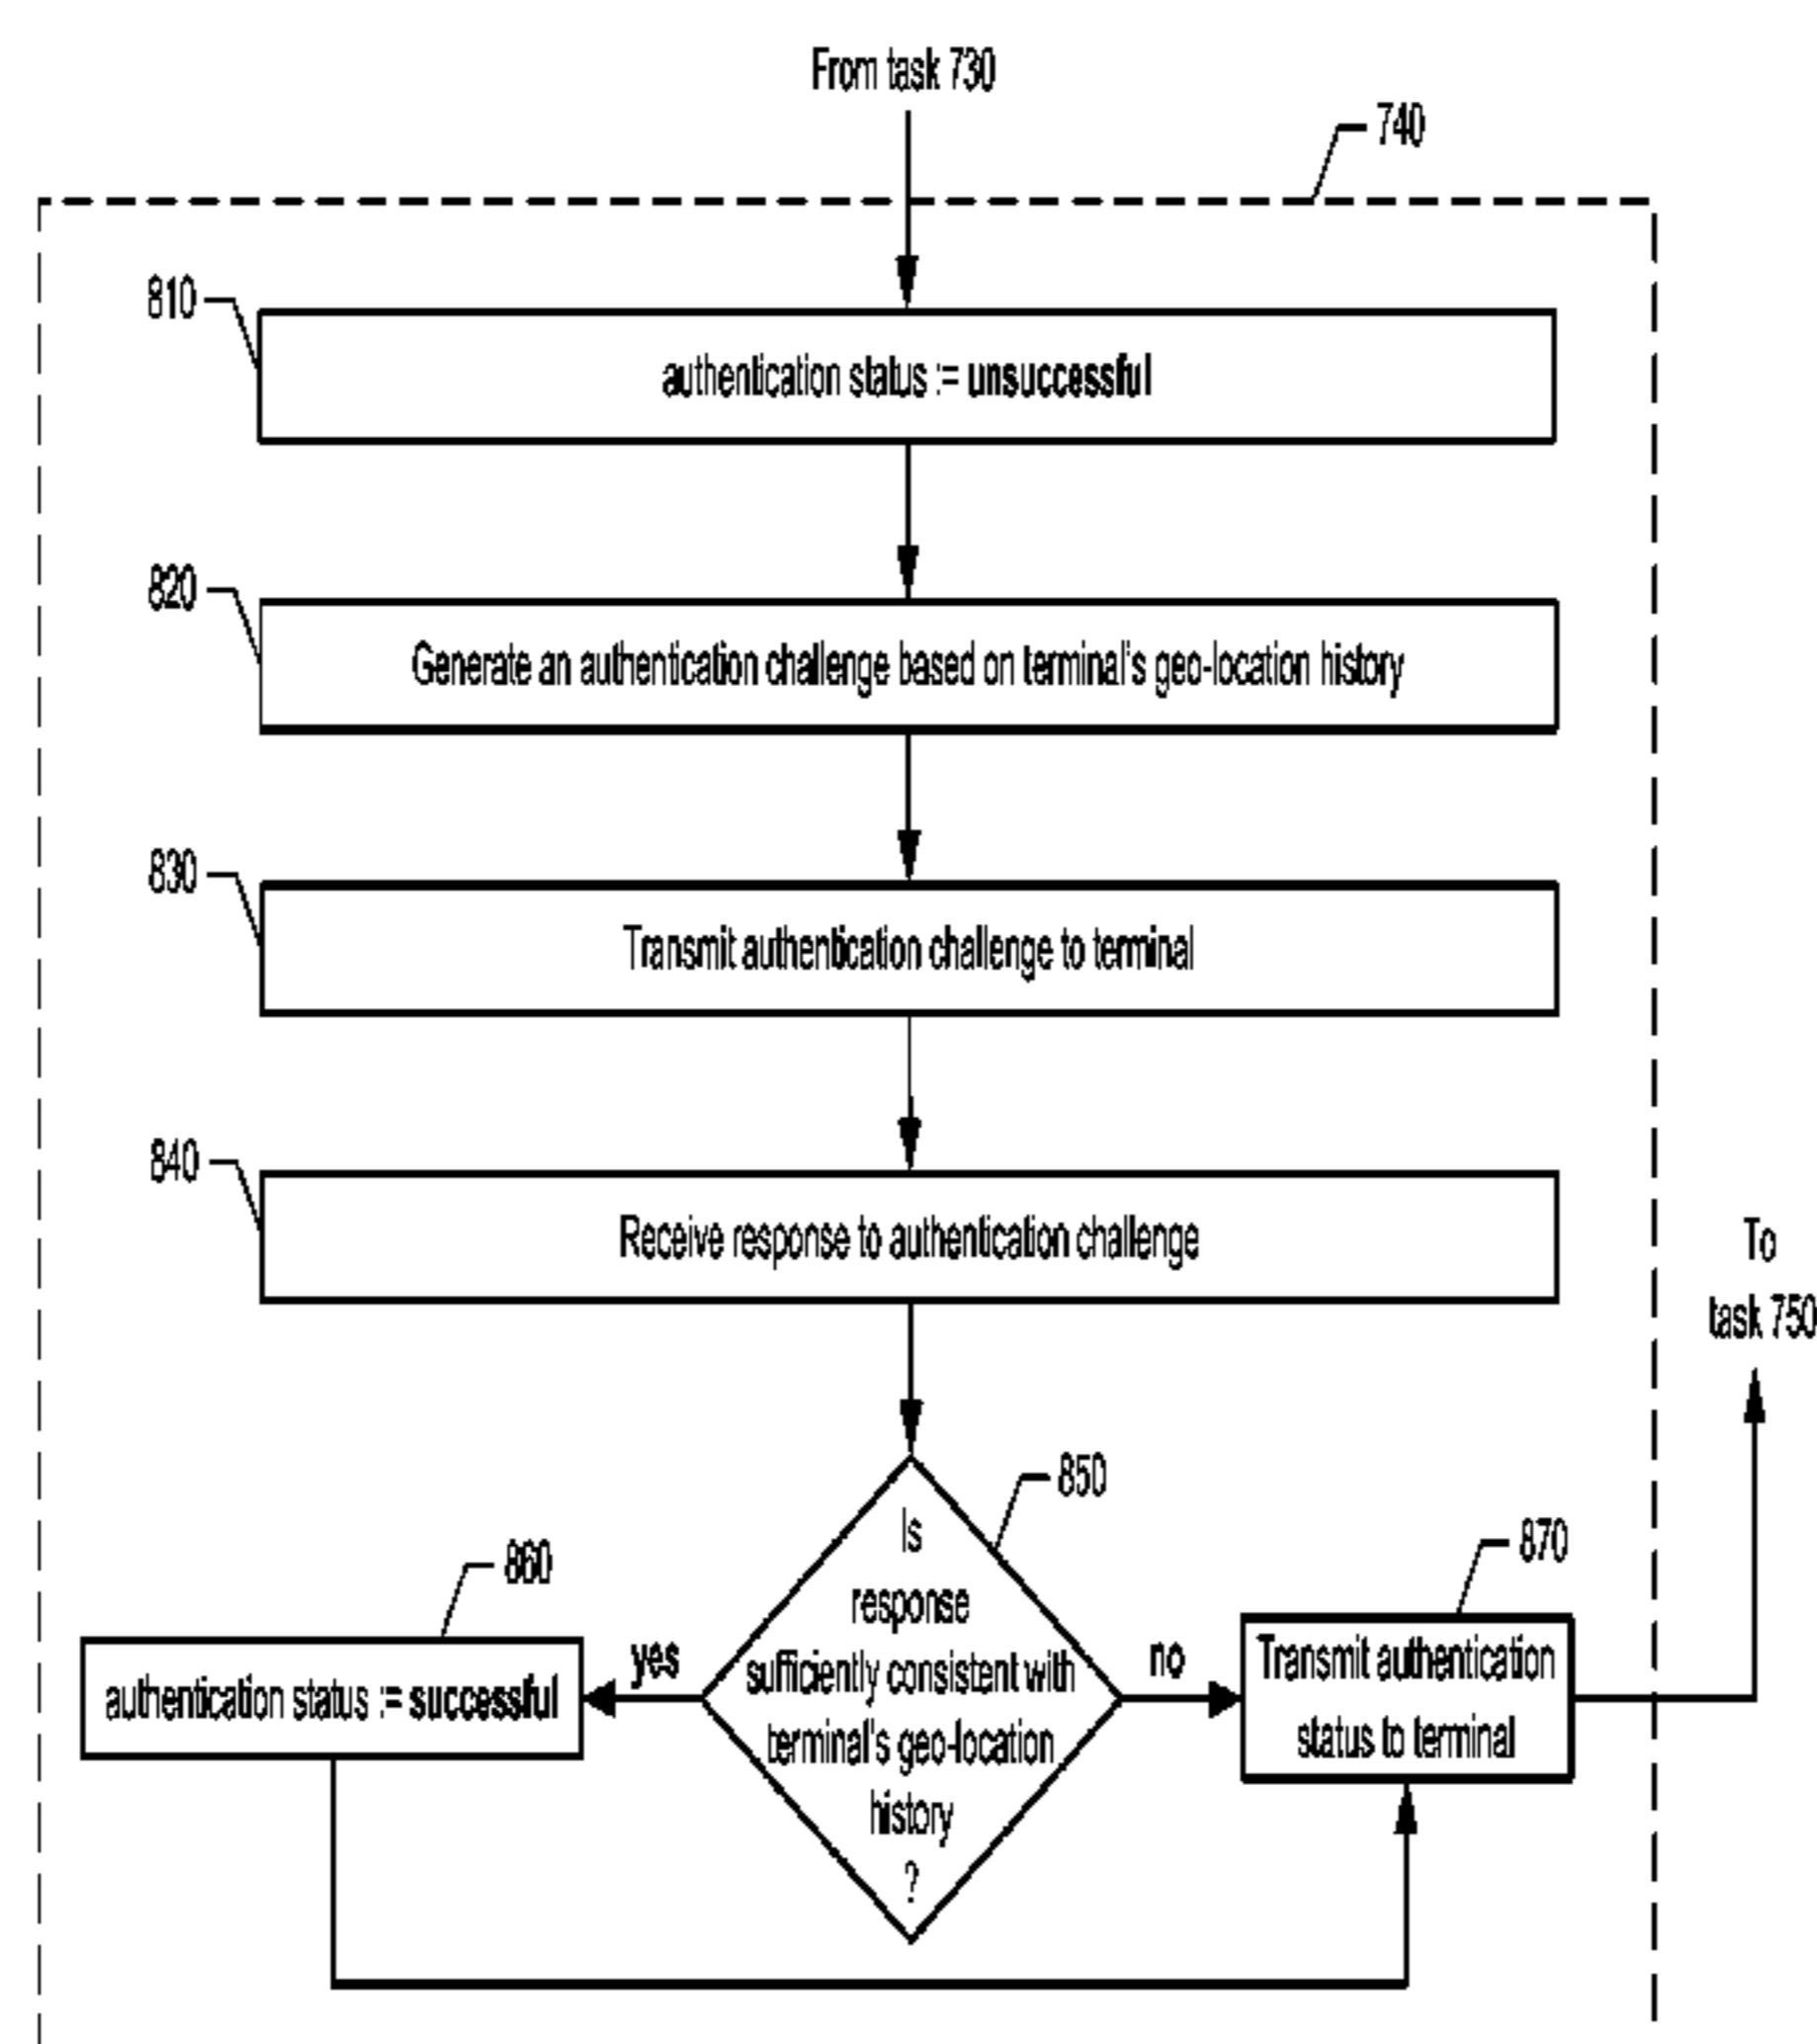 From task 730
740
810
authentication status := unsuccessful
820
Generate an authentication challenge based on terminal's geo-location history
830
Transmit authentication challenge to terminal
840
Receive response to authentication challenge
To
task 750
850
Is
response
sufficiently consistent with
terminal's geo-location
history
?
860
yes
authentication status := successful
no
870
Transmit authentication
status to terminal